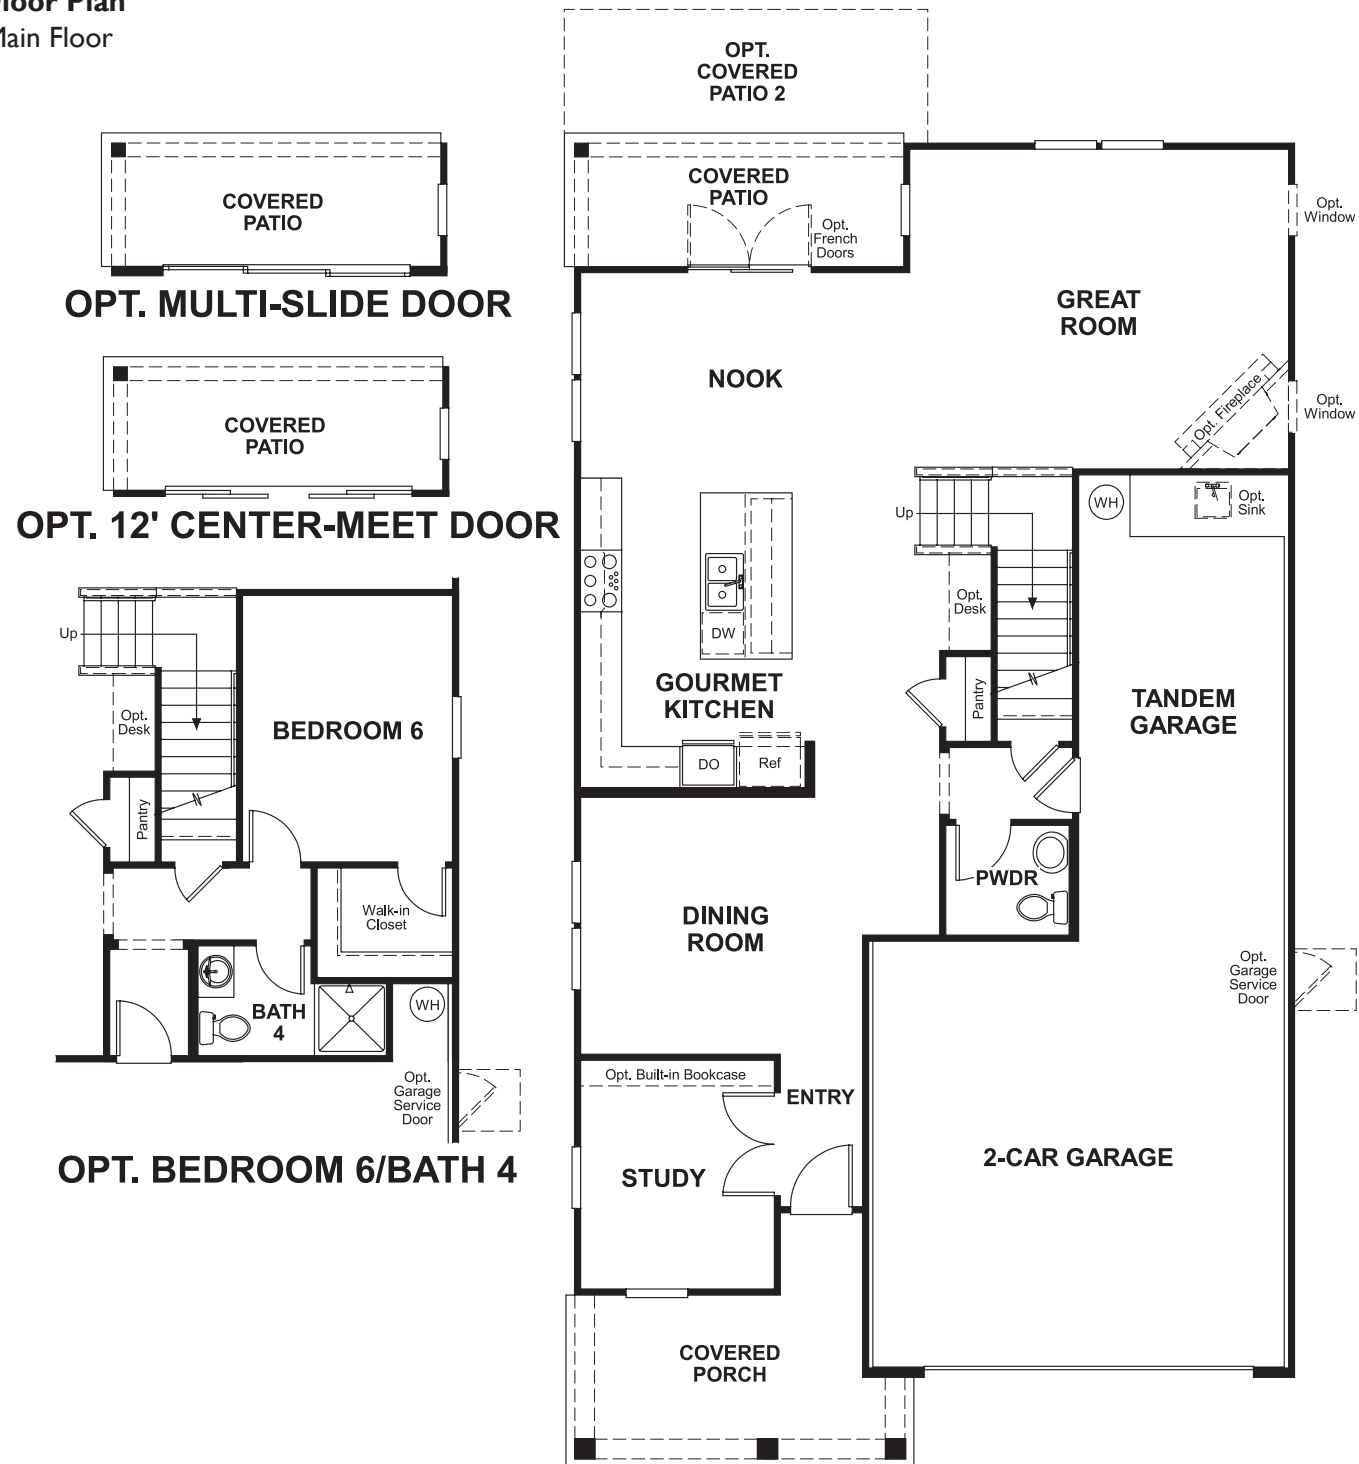 Floor Plan
Main Floor
OPT.
COVERED
PATIO 2
COVERED
PATIO
OPT. MULTI-SLIDE DOOR
COVERED
PATIO
OPT. 12' CENTER-MEET DOOR
Up
Opt.
Desk
Pantry
BEDROOM 6
Walk-in
Closet
BATH
4
WH
Opt.
Garage
Service
Door
OPT. BEDROOM 6/BATH 4
COVERED
PATIO
Opt.
French
Doors
Opt.
Window
GREAT
ROOM
NOOK
Opt. Fireplace
Opt.
Window
Up
WH
Opt.
Sink
Opt.
Desk
DW
GOURMET
KITCHEN
Pantry
TANDEM
GARAGE
DO
Ref
PWDR
DINING
ROOM
Opt.
Garage
Service
Door
Opt. Built-in Bookcase
ENTRY
STUDY
2-CAR GARAGE
COVERED
PORCH